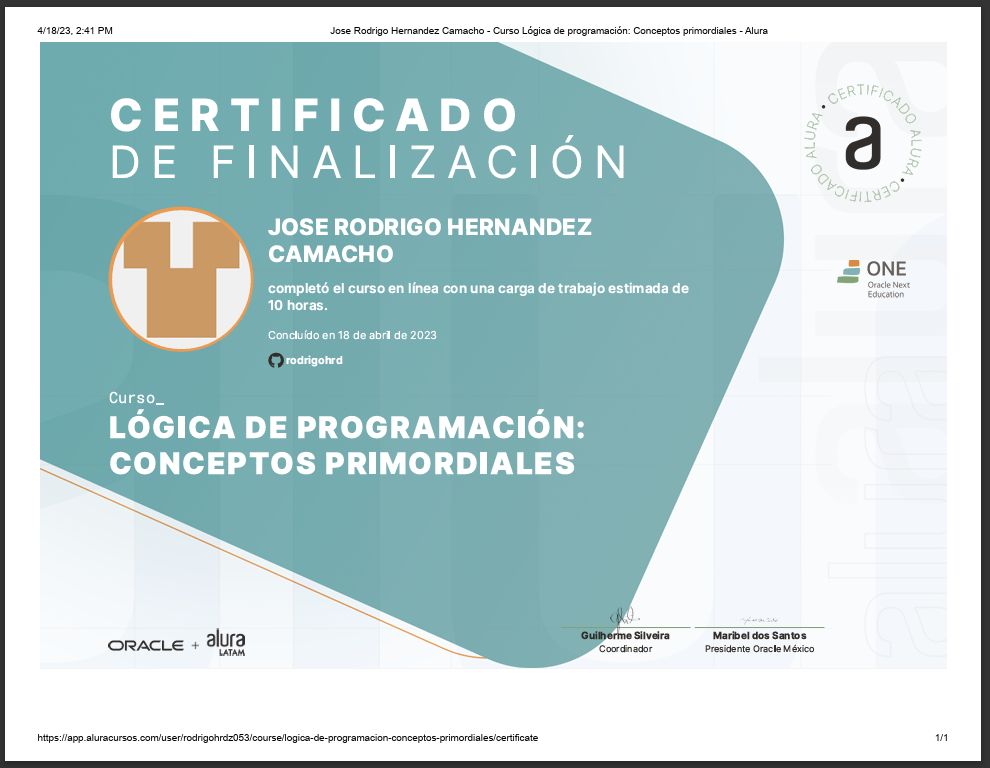 4/18/23, 2:41 PM
Jose Rodrigo Hernandez Camacho - Curso Lógica de programación: Conceptos primordiales - Alura
CERTIFICADO
DE FINALIZACIÓN
CERTIFICADO ALURA • CERTIFICADO ALURA •
a
JOSE RODRIGO HERNANDEZ
CAMACHO
completó el curso en línea con una carga de trabajo estimada de
10 horas.
Concluído en 18 de abril de 2023
rodrigohrd
ONE
Oracle Next
Education
Curso_
LÓGICA DE PROGRAMACIÓN:
CONCEPTOS PRIMORDIALES
alura
alura
ORACLE + alura
LATAM
Guilherme Silveira
Coordinador
Maribel dos Santos
Presidente Oracle México
https://app.aluracursos.com/user/rodrigohrdz053/course/logica-de-programacion-conceptos-primordiales/certificate
1/1